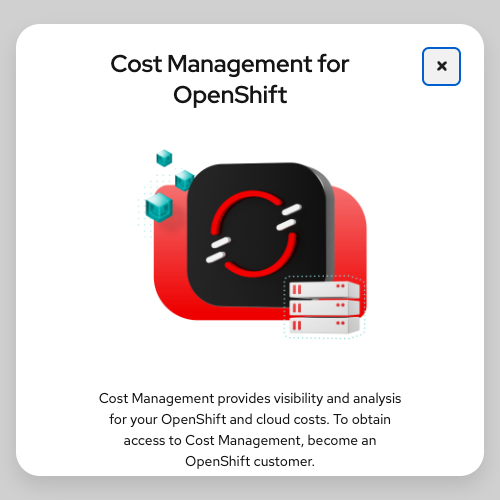 Cost Management for
OpenShift
Cost Management provides visibility and analysis
for your OpenShift and cloud costs. To obtain
access to Cost Management, become an
OpenShift customer.